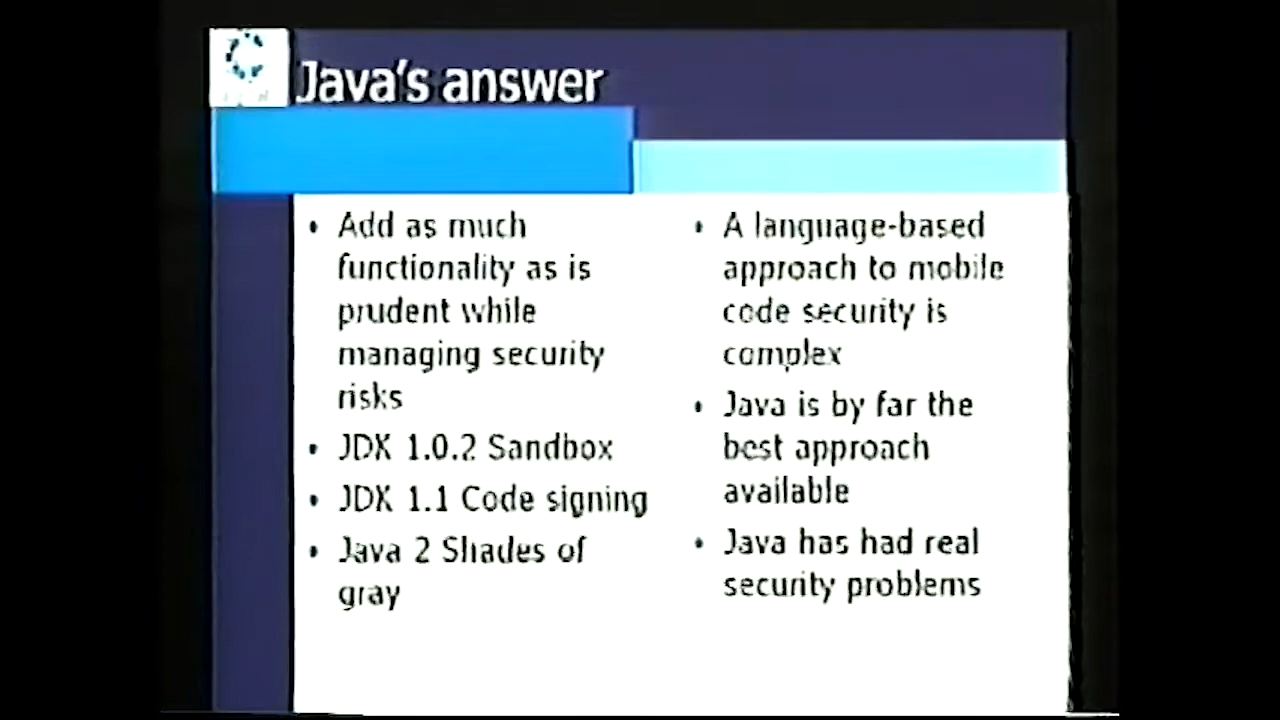 Java's answer
• Add as much
functionality as is
prudent while
managing security
risks
• JDK 1.0.2 Sandbox
• JDK 1.1 Code signing
• Java 2 Shades of
gray
• A language-based
approach to mobile
code security is
complex
• Java is by far the
best approach
available
• Java has had real
security problems